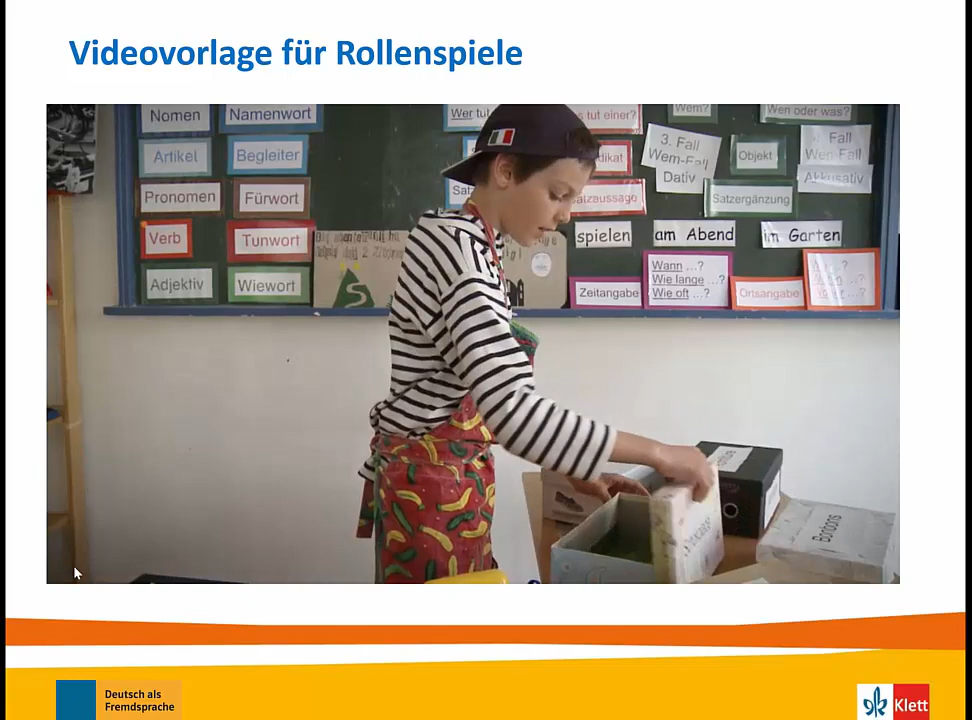 Videovorlage für Rollenspiele
Nomen
Namenwort
Wer tut
s tut einer?
Wem?
Wen oder was?
Artikel
Begleiter
3. Fall
Wem-Fall
Dativ
Objekt
Fall
Wen-Fall
Akkusativ
Pronomen
Fürwort
Satzergänzung
Verb
Tunwort
spielen
am Abend
im Garten
Wann ...?
Wie lange ...?
Wie oft ...?
Adjektiv
Wiewort
Zeitangabe
Ortsangabe
Bonbons
Deutsch als
Fremdsprache
Klett